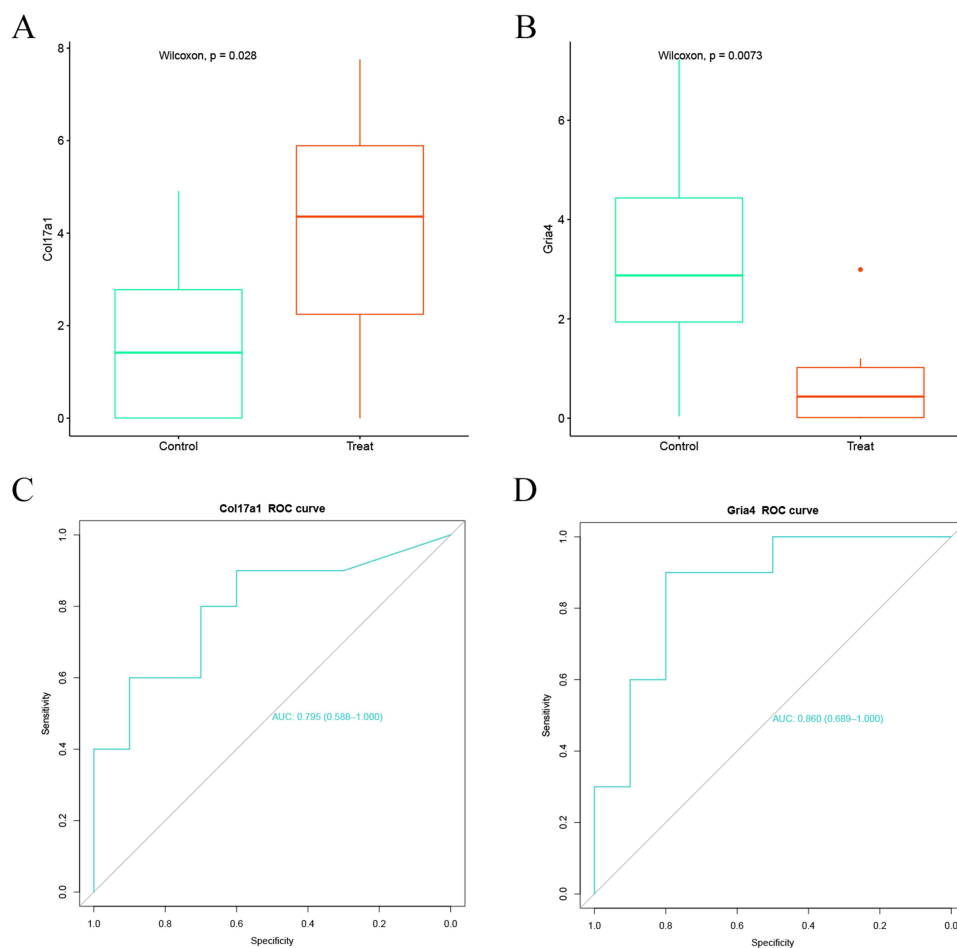 A
Wilcoxon, p = 0.028
8
6
4
2
0
Col17a1
Control
Treat
B
Wilcoxon, p = 0.0073
6
4
2
0
Gria4
Control
Treat
C
Col17a1 ROC curve
1.0
0.8
0.6
0.4
0.2
0.0
Sensitivity
AUC: 0.795 (0.588–1.000)
1.0 0.8 0.6 0.4 0.2 0.0
Specificity
D
Gria4 ROC curve
1.0
0.8
0.6
0.4
0.2
0.0
Sensitivity
AUC: 0.860 (0.689–1.000)
1.0 0.8 0.6 0.4 0.2 0.0
Specificity